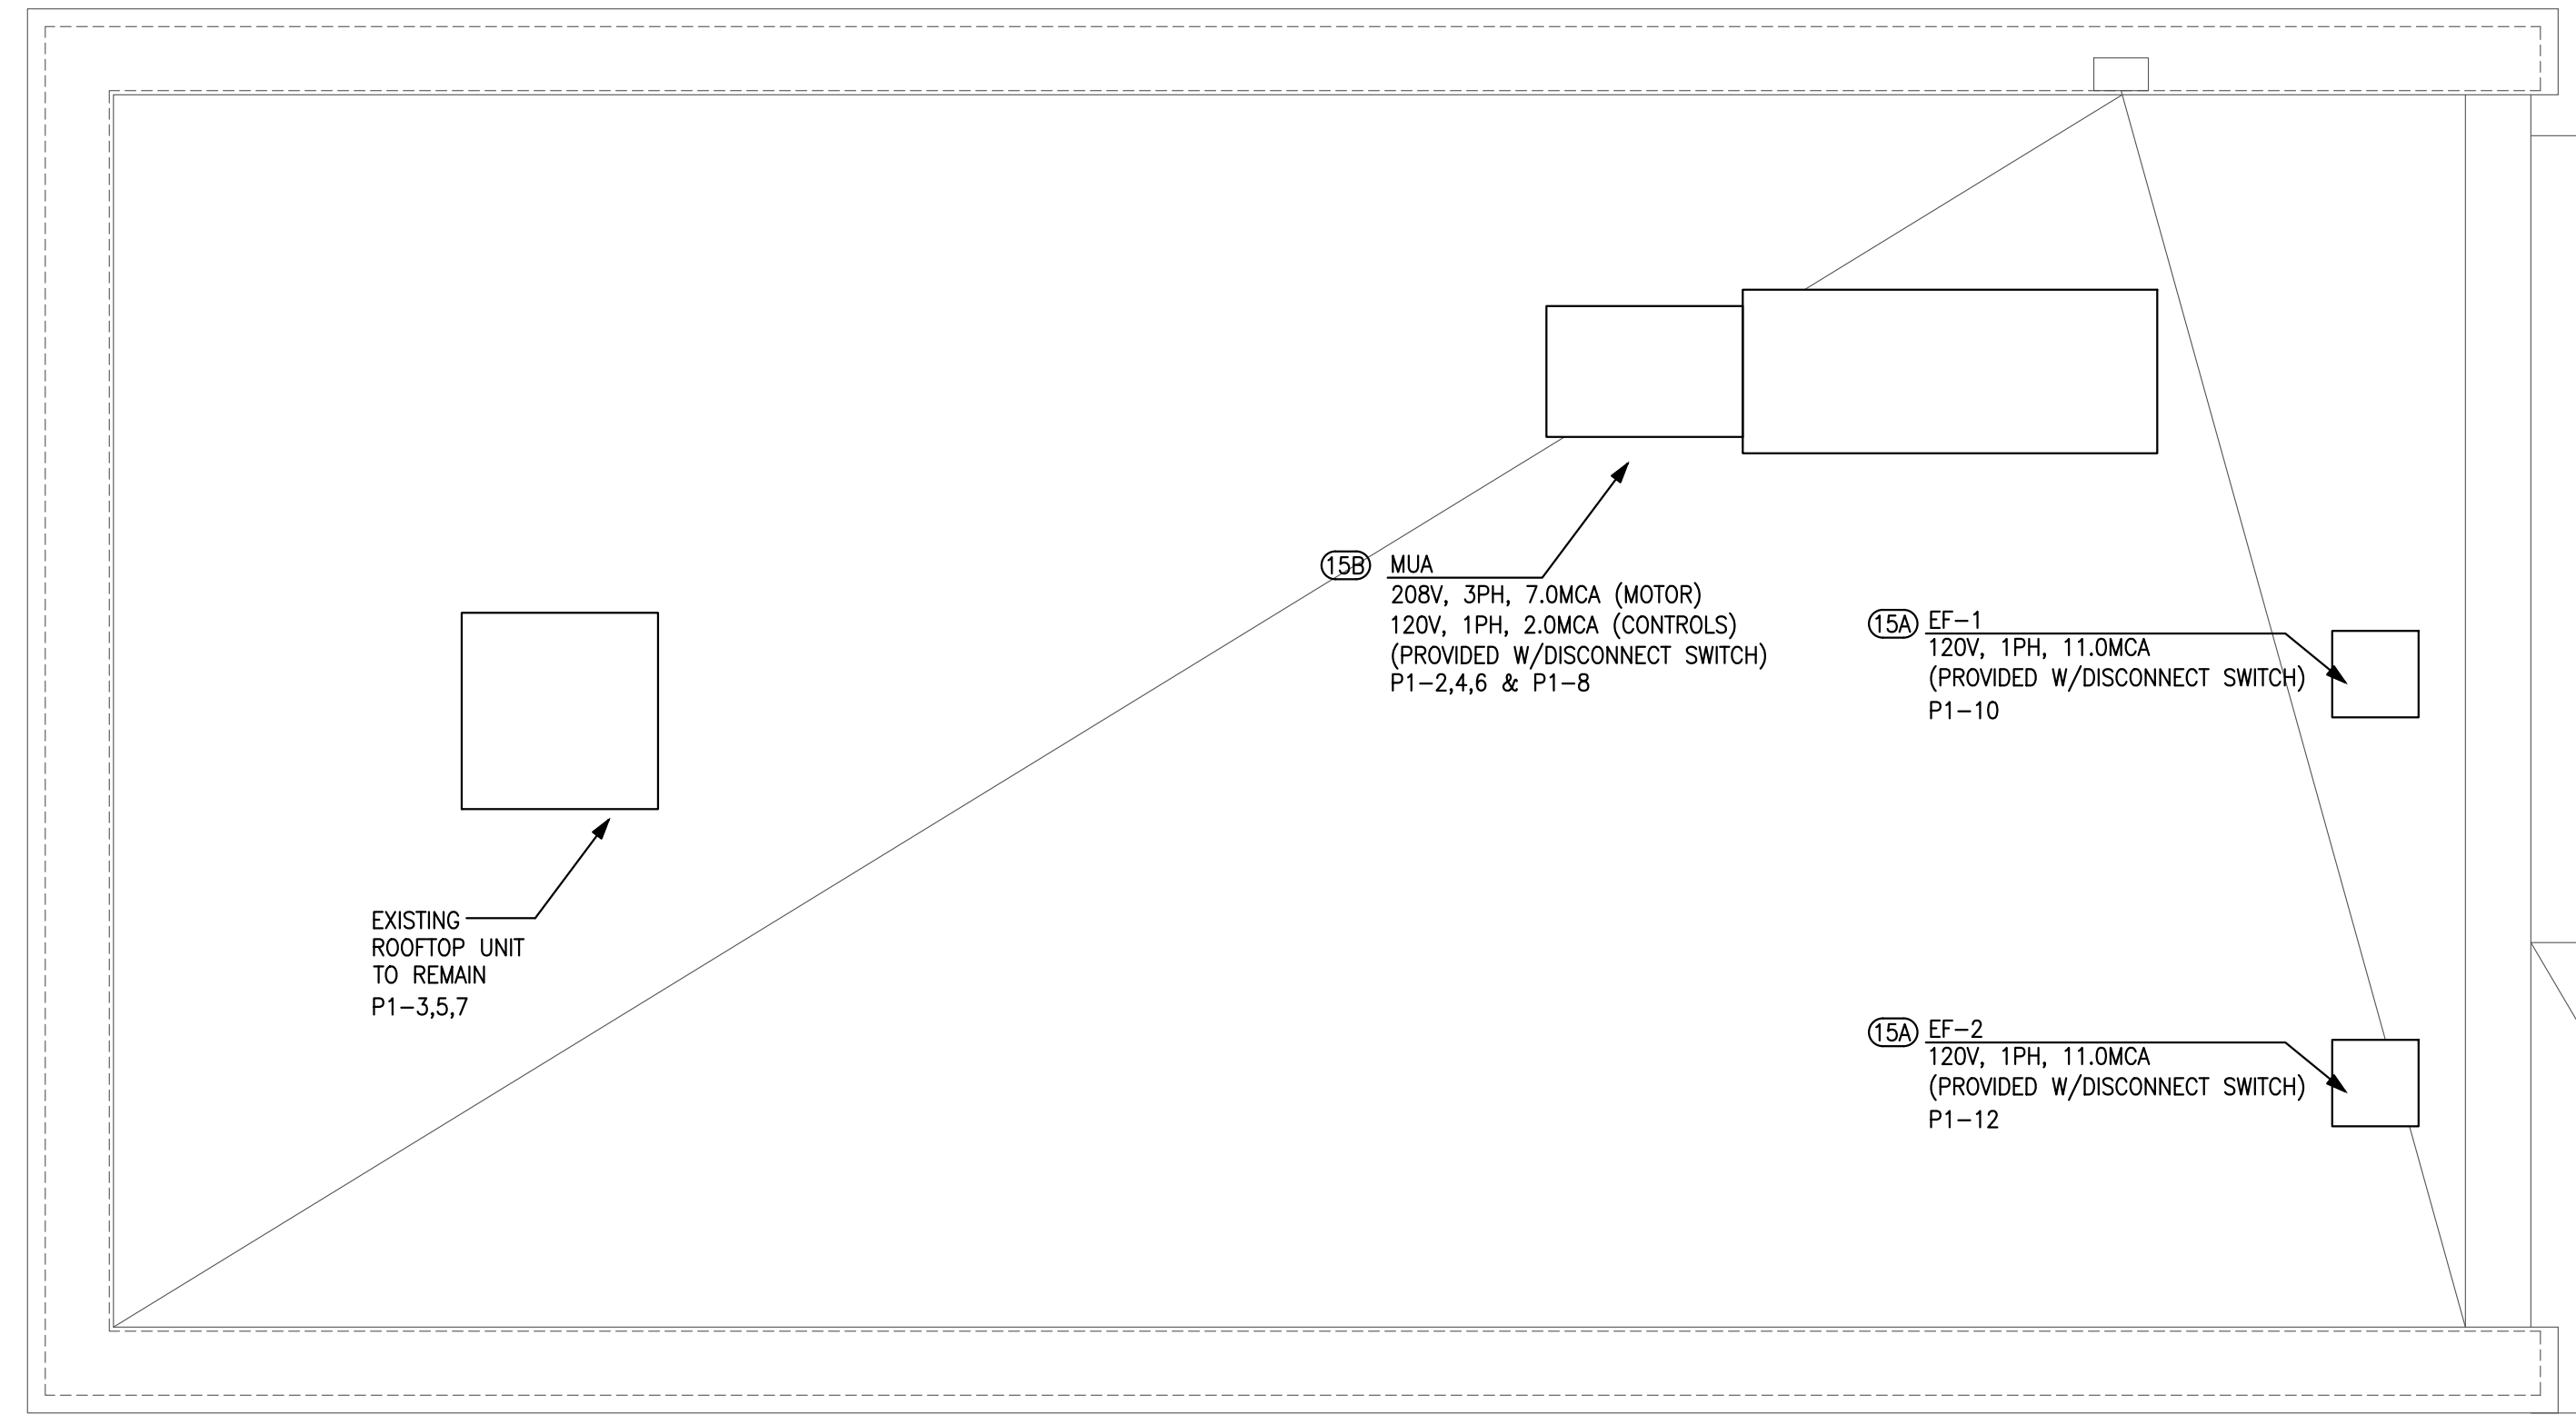 15B MUA
208V, 3PH, 7.0MCA (MOTOR)
120V, 1PH, 2.0MCA (CONTROLS)
(PROVIDED W/DISCONNECT SWITCH)
P1-2,4,6 & P1-8
15A EF-1
120V, 1PH, 11.0MCA
(PROVIDED W/DISCONNECT SWITCH)
P1-10
EXISTING
ROOFTOP UNIT
TO REMAIN
P1-3,5,7
15A EF-2
120V, 1PH, 11.0MCA
(PROVIDED W/DISCONNECT SWITCH)
P1-12